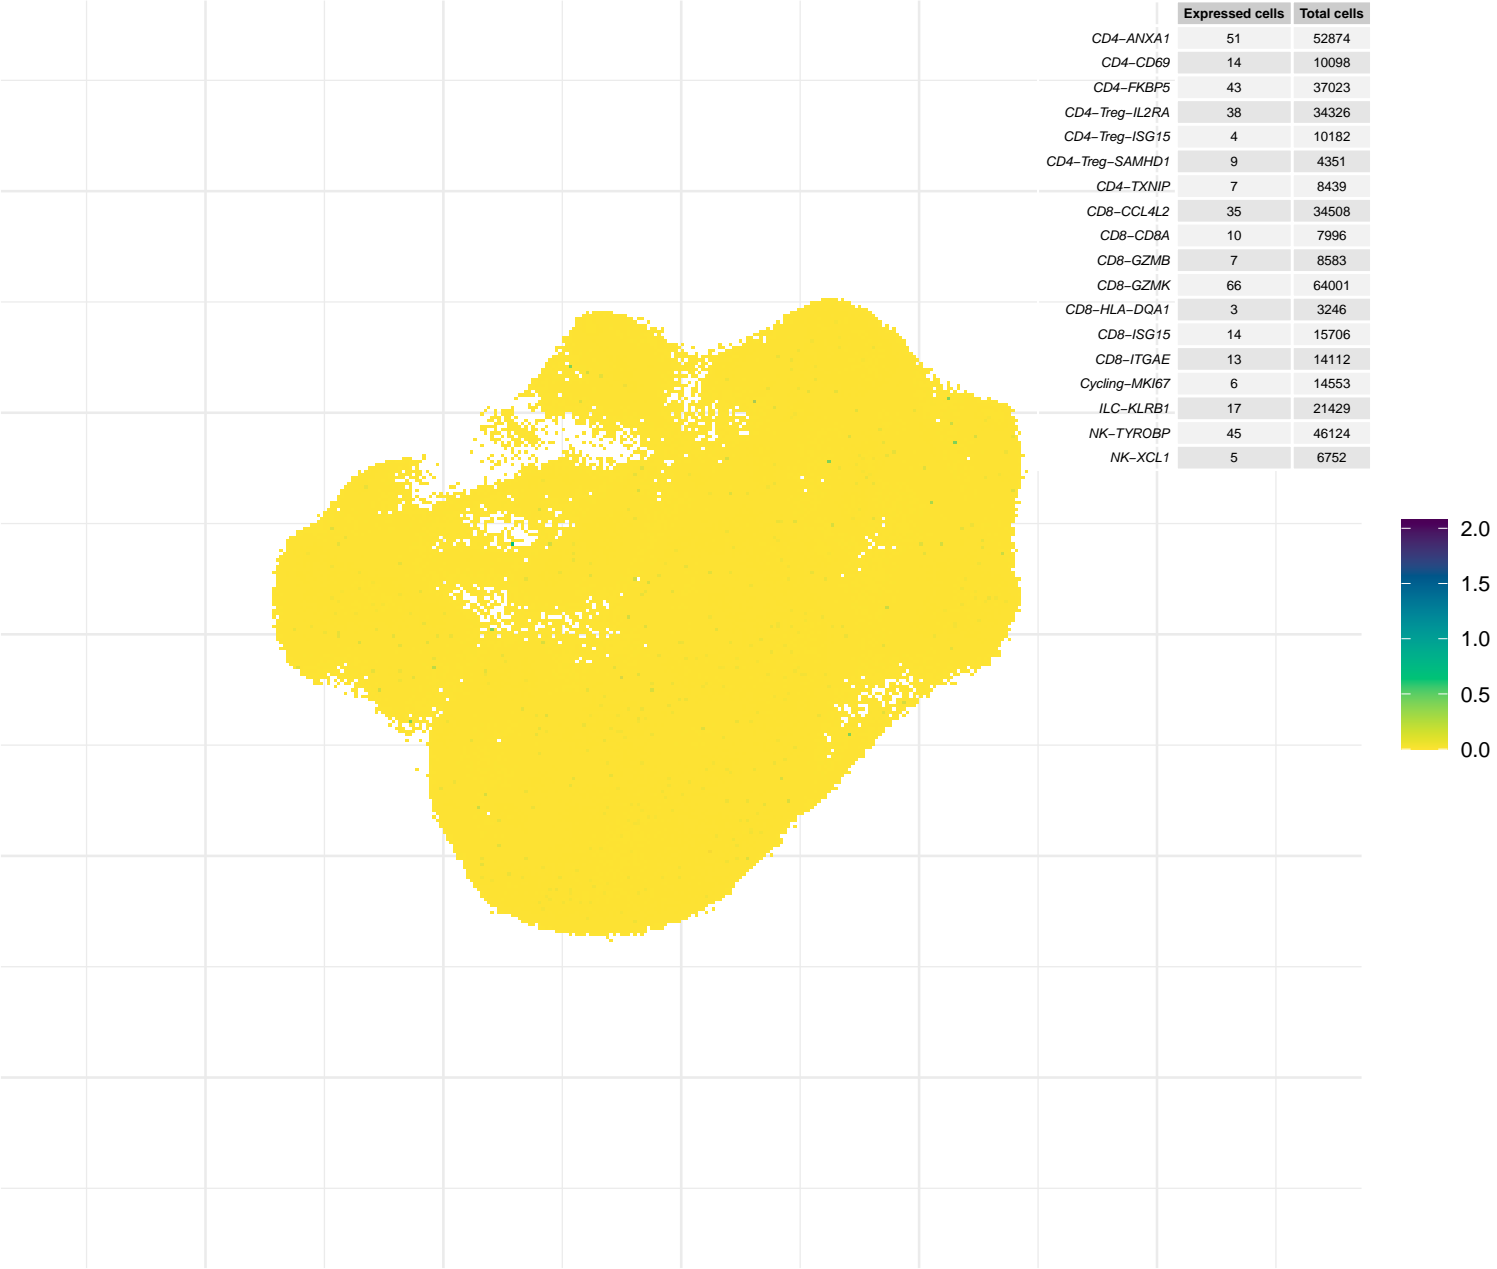 Expressed cells Total cells
CD4−ANXA1 51 52874
CD4−CD69 14 10098
CD4−FKBP5 43 37023
CD4−Treg−IL2RA 38 34326
CD4−Treg−ISG15 4 10182
CD4−Treg−SAMHD1 9 4351
CD4−TXNIP 7 8439
CD8−CCL4L2 35 34508
CD8−CD8A 10 7996
CD8−GZMB 7 8583
CD8−GZMK 66 64001
CD8−HLA−DQA1 3 3246
CD8−ISG15 14 15706
CD8−ITGAE 13 14112
Cycling−MKI67 6 14553
ILC−KLRB1 17 21429
NK−TYROBP 45 46124
NK−XCL1 5 6752
2.0
1.5
1.0
0.5
0.0